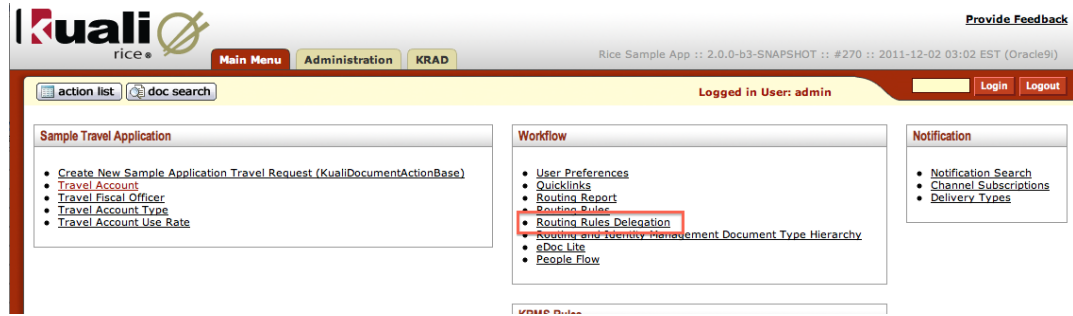 Kuali
rice
Provide Feedback
Main Menu
Administration
KRAD
Rice Sample App :: 2.0.0-b3-SNAPSHOT :: #270 :: 2011-12-02 03:02 EST (Oracle9i)
action list
doc search
Logged in User: admin
Login
Logout
Sample Travel Application
• Create New Sample Application Travel Request (KualiDocumentActionBase)
• Travel Account
• Travel Fiscal Officer
• Travel Account Type
• Travel Account Use Rate
Workflow
• User Preferences
• Quicklinks
• Routing Report
• Routing Rules
• Routing Rules Delegation
• Routing and Identity Management Document Type Hierarchy
• eDoc Lite
• People Flow
Notification
• Notification Search
• Channel Subscriptions
• Delivery Types
KRMS Rules